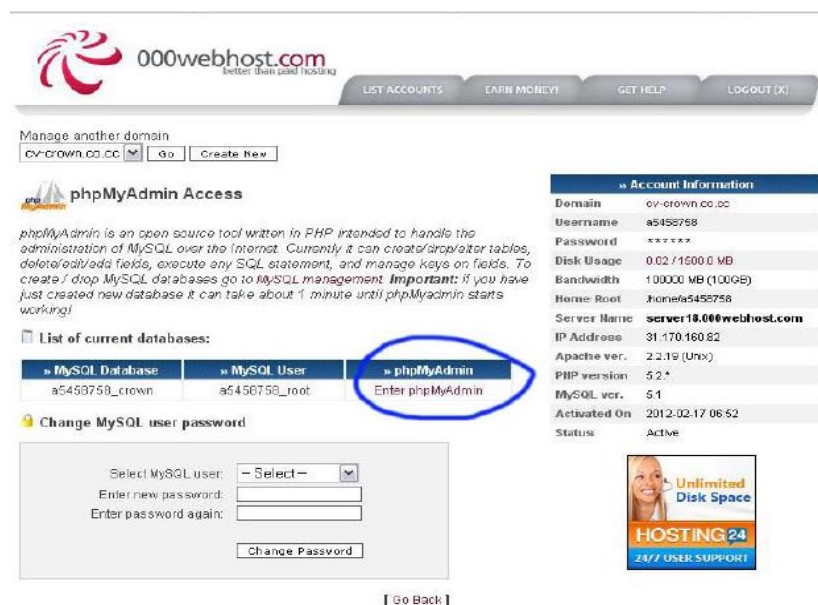 000webhost.com
better than paid hosting
LIST ACCOUNTS
EARN MONEY!
GET HELP
LOGOUT [X]
Manage another domain
cv-crown.co.cc
Go
Create New
phpMyAdmin Access
phpMyAdmin is an open source tool written in PHP intended to handle the
administration of MySQL over the Internet. Currently it can create/drop/alter tables,
delete/edit/add fields, execute any SQL statement, and manage keys on fields. To
create / drop MySQL databases go to MySQL management. Important: if you have
just created new database it can take about 1 minute until phpMyadmin starts
working!
List of current databases:
» MySQL Database » MySQL User » phpMyAdmin
a5458758_crown a5458758_root Enter phpMyAdmin
Change MySQL user password
Select MySQL user: - Select -
Enter new password:
Enter password again:
Change Password
[ Go Back ]
» Account Information
Domain cv-crown.co.cc
Username a5458758
Password ******
Disk Usage 0.02 / 1500.0 MB
Bandwidth 100000 MB (100GB)
Home Root /home/a5458758
Server Name server18.000webhost.com
IP Address 31.170.160.82
Apache ver. 2.2.19 (Unix)
PHP version 5.2.*
MySQL ver. 5.1
Activated On 2012-02-17 06:52
Status Active
Unlimited
Disk Space
HOSTING24
24/7 USER SUPPORT